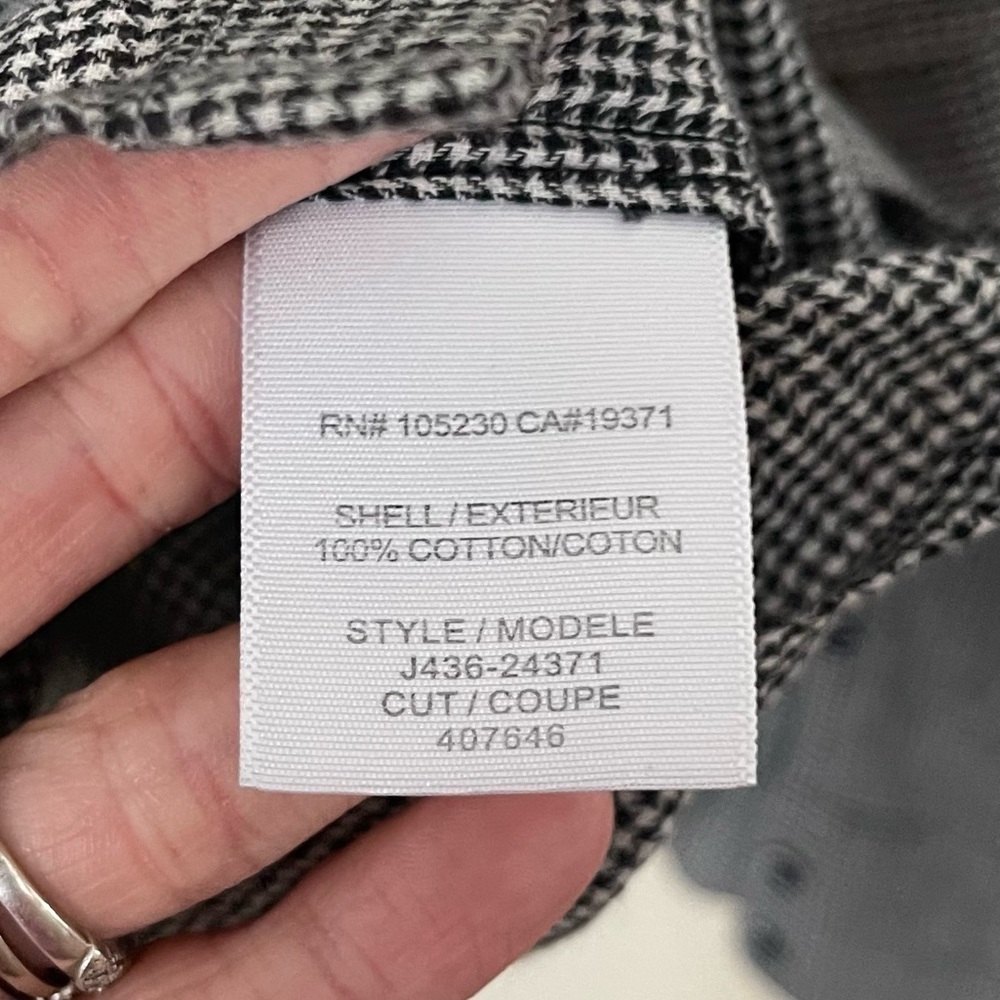 RN# 105230 CA#19371
SHELL / EXTERIEUR
100% COTTON/COTON
STYLE / MODELE
J436-24371
CUT / COUPE
407646